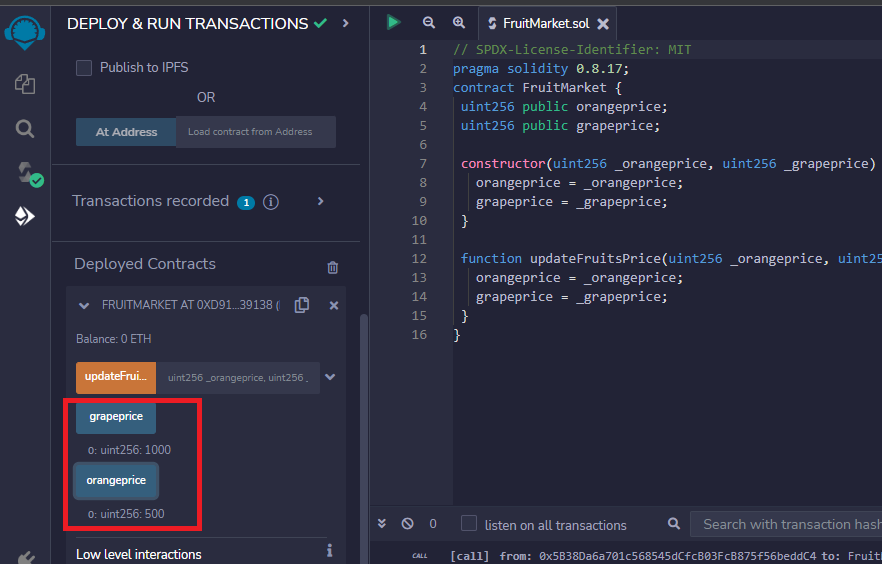 DEPLOY & RUN TRANSACTIONS
Publish to IPFS
OR
At Address
Load contract from Address
Transactions recorded 1 i
Deployed Contracts
FRUITMARKET AT 0XD91...39138 (
Balance: 0 ETH
updateFrui...
uint256 _orangeprice, uint256 _
grapeprice
0: uint256: 1000
orangeprice
0: uint256: 500
Low level interactions i
FruitMarket.sol
1 // SPDX-License-Identifier: MIT
2 pragma solidity 0.8.17;
3 contract FruitMarket {
4 uint256 public orangeprice;
5 uint256 public grapeprice;
6
7 constructor(uint256 _orangeprice, uint256 _grapeprice)
8 orangeprice = _orangeprice;
9 grapeprice = _grapeprice;
10 }
11
12 function updateFruitsPrice(uint256 _orangeprice, uint25
13 orangeprice = _orangeprice;
14 grapeprice = _grapeprice;
15 }
16 }
0 listen on all transactions Search with transaction hash
CALL [call] from: 0x5B38Da6a701c568545dCfcB03FcB875f56beddC4 to: Fruit